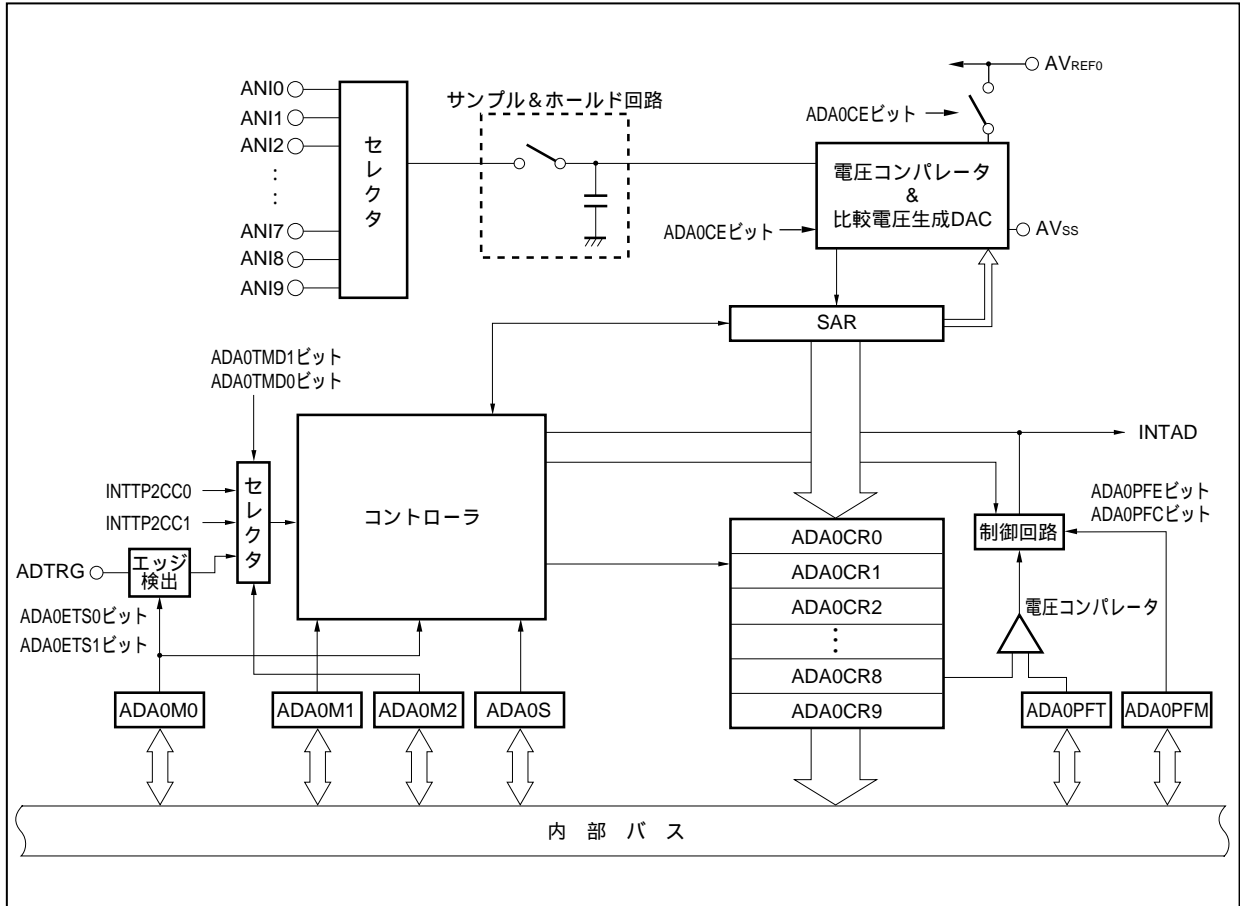 ANI0
ANI1
ANI2
⋮
ANI7
ANI8
ANI9
セレクタ
サンプル&ホールド回路
AVREF0
ADA0CEビット
電圧コンパレータ
&
比較電圧生成DAC
ADA0CEビット
AVSS
SAR
ADA0TMD1ビット
ADA0TMD0ビット
INTTP2CC0
INTTP2CC1
セレクタ
ADTRG
エッジ
検出
ADA0ETS0ビット
ADA0ETS1ビット
コントローラ
INTAD
ADA0PFEビット
ADA0PFCビット
制御回路
電圧コンパレータ
ADA0CR0
ADA0CR1
ADA0CR2
⋮
ADA0CR8
ADA0CR9
ADA0M0
ADA0M1
ADA0M2
ADA0S
ADA0PFT
ADA0PFM
内部バス